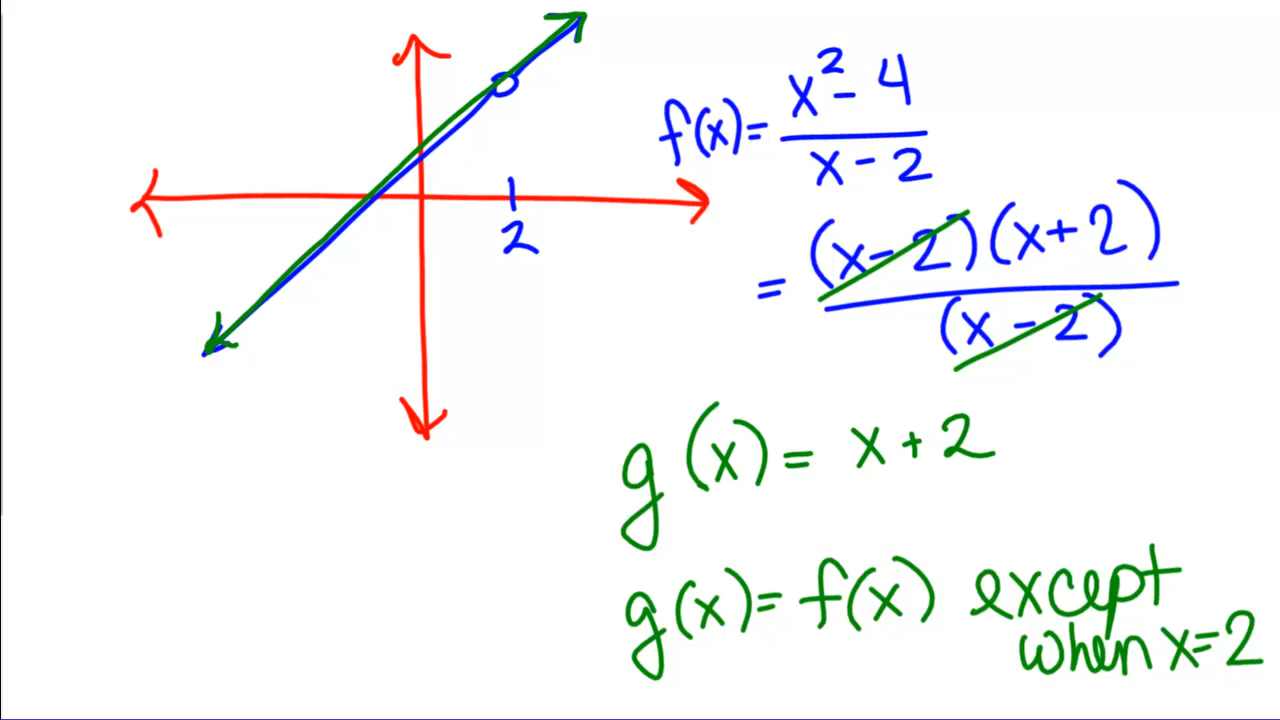 2
f(x) = x² - 4 / x - 2
= (x - 2)(x + 2) / (x - 2)
g(x) = x + 2
g(x) = f(x) except
when x = 2